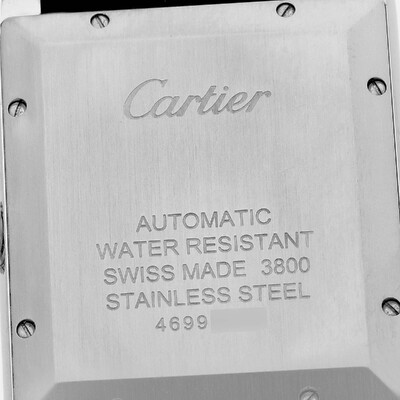 Cartier
AUTOMATIC
WATER RESISTANT
SWISS MADE 3800
STAINLESS STEEL
4699